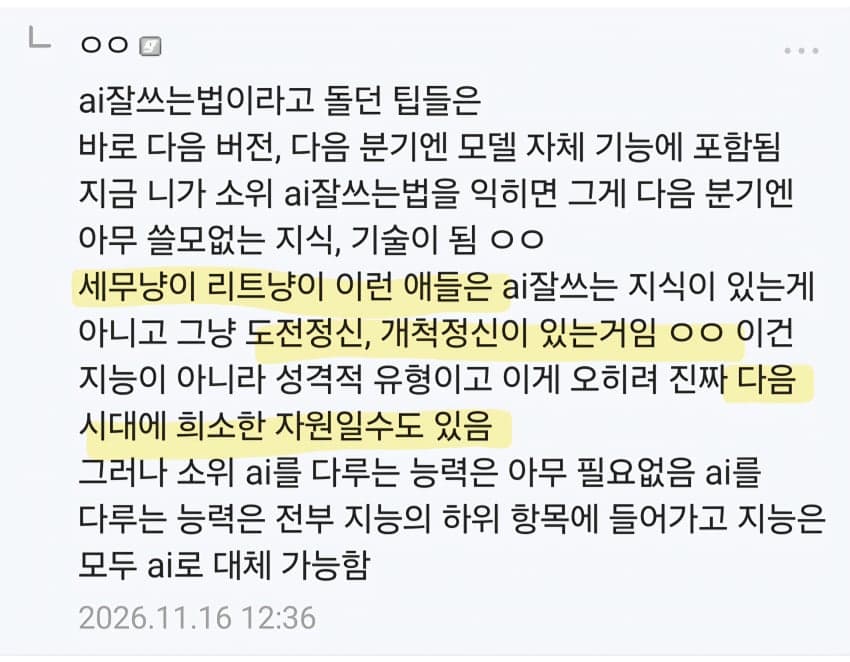 ㅇㅇ
ai잘쓰는법이라고 돌던 팁들은
바로 다음 버전, 다음 분기엔 모델 자체 기능에 포함됨
지금 니가 소위 ai잘쓰는법을 익히면 그게 다음 분기엔
아무 쓸모없는 지식, 기술이 됨 ㅇㅇ
세무냥이 리트냥이 이런 애들은 ai잘쓰는 지식이 있는게
아니고 그냥 도전정신, 개척정신이 있는거임 ㅇㅇ 이건
지능이 아니라 성격적 유형이고 이게 오히려 진짜 다음
시대에 희소한 자원일수도 있음
그러나 소위 ai를 다루는 능력은 아무 필요없음 ai를
다루는 능력은 전부 지능의 하위 항목에 들어가고 지능은
모두 ai로 대체 가능함
2026.11.16 12:36